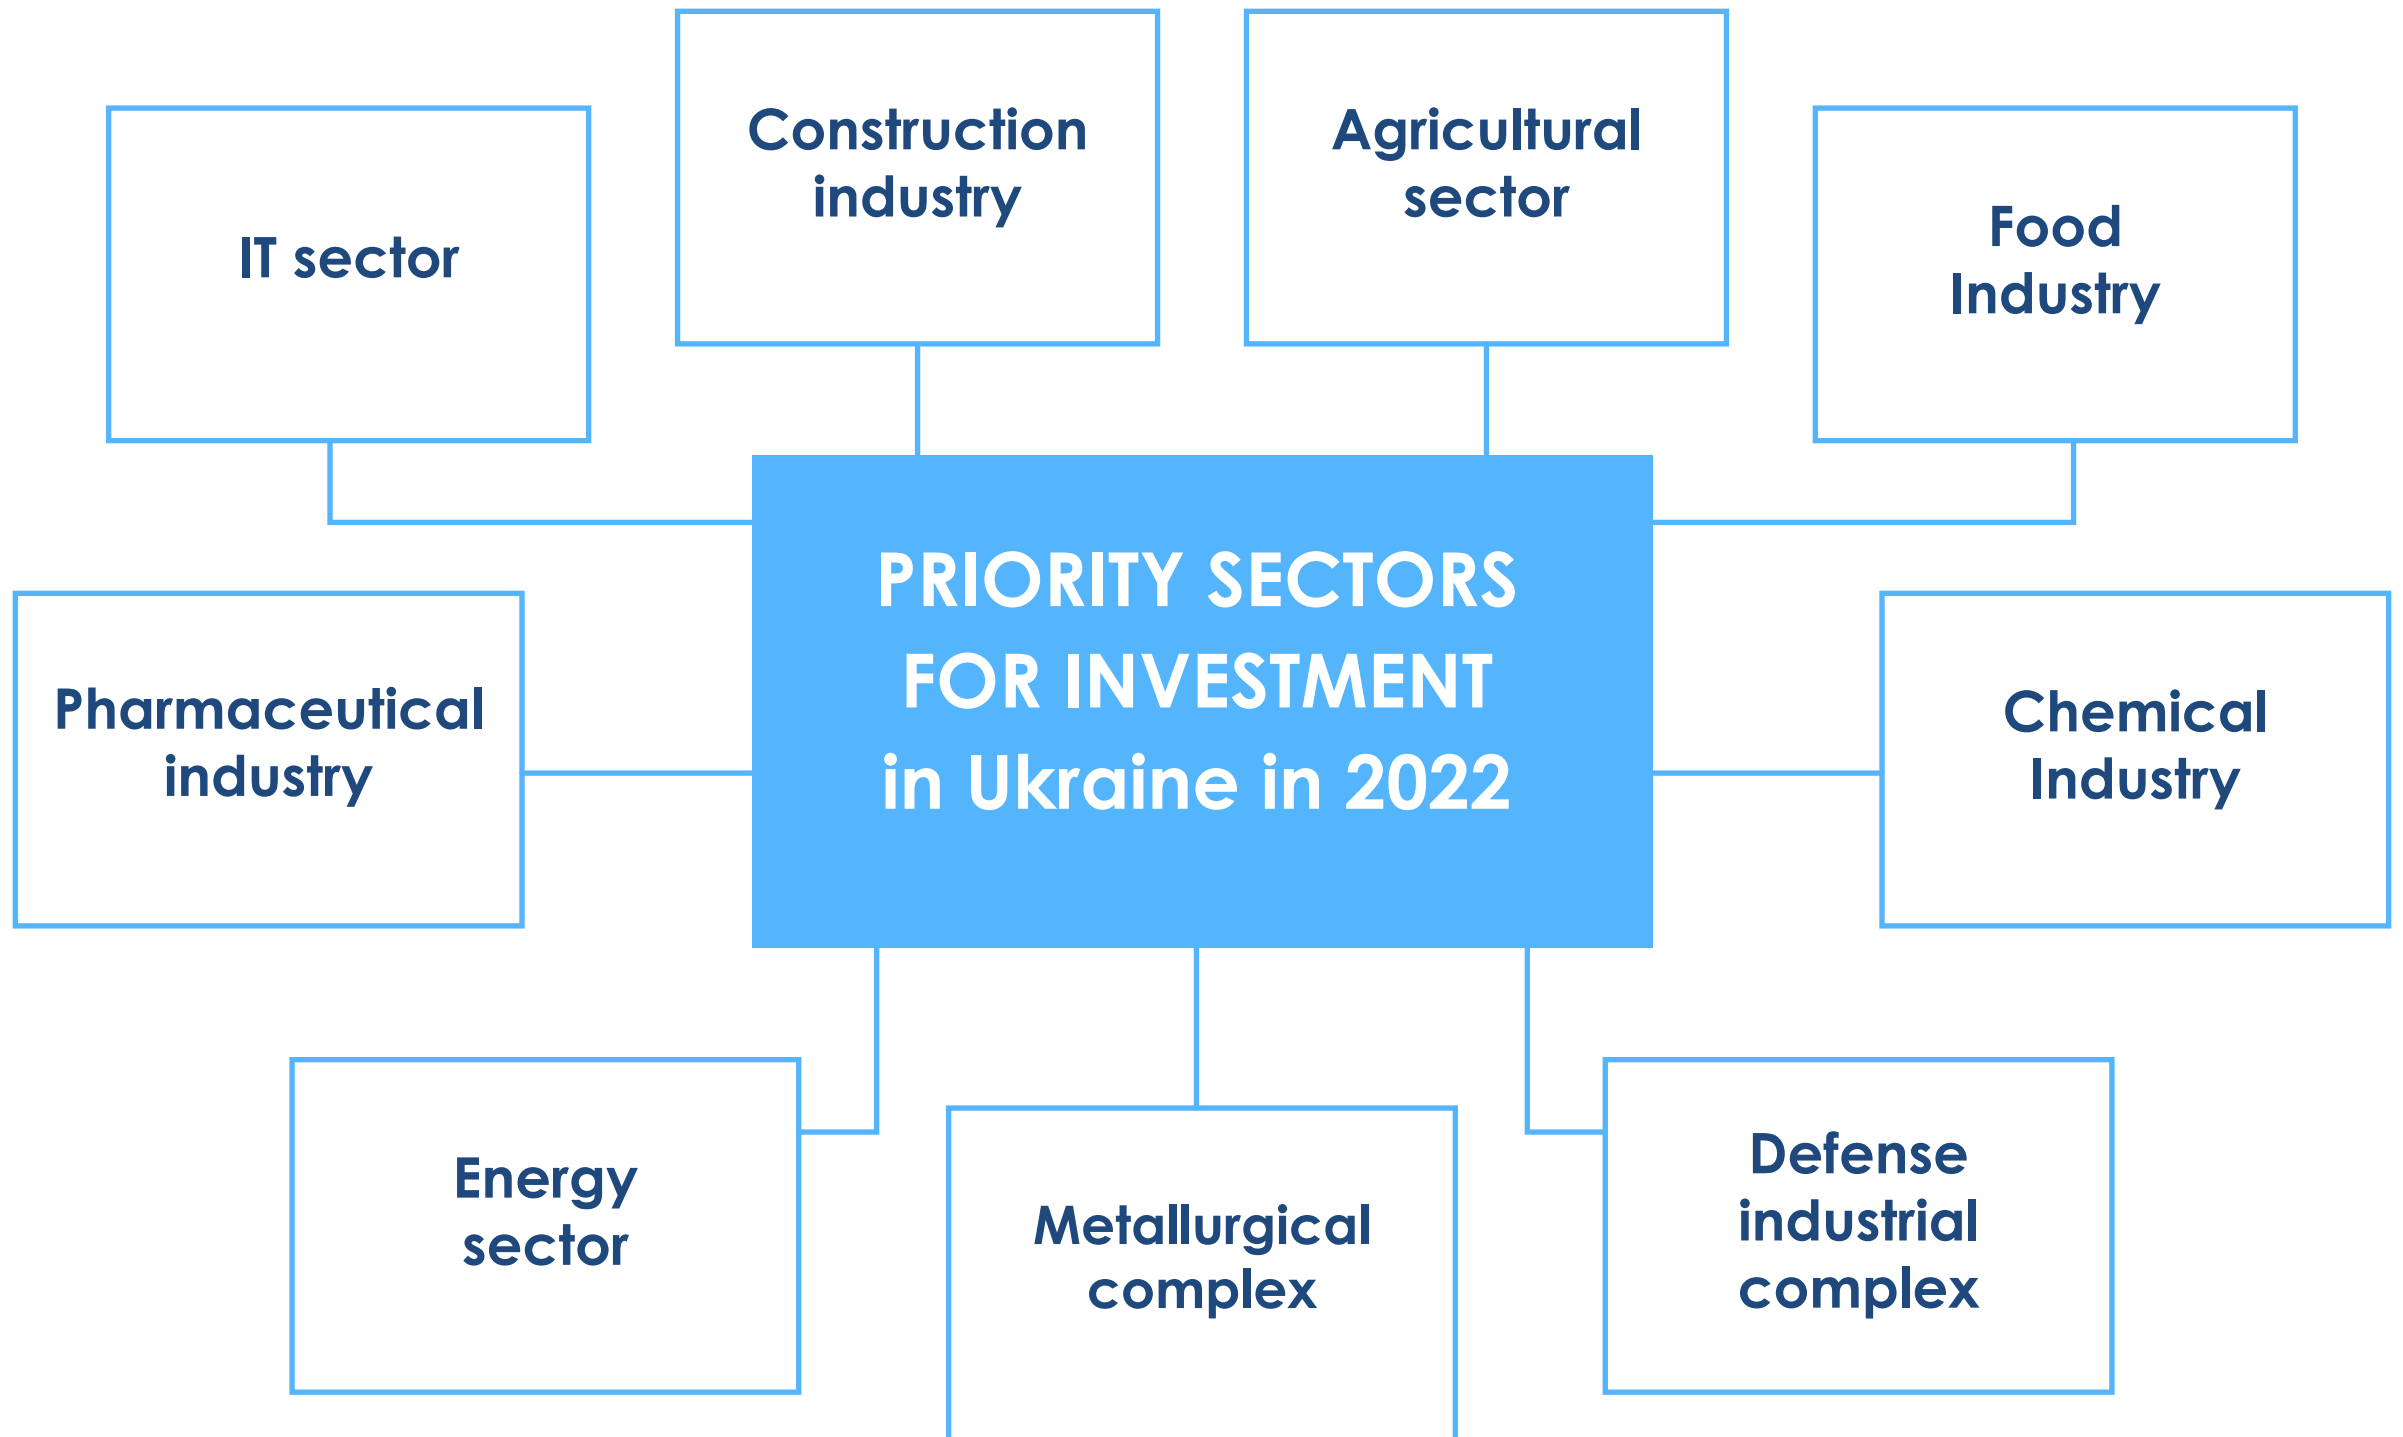 Construction
industry
Agricultural
sector
IT sector
Food
Industry
PRIORITY SECTORS
FOR INVESTMENT
in Ukraine in 2022
Pharmaceutical
industry
Chemical
Industry
Energy
sector
Metallurgical
complex
Defense
industrial
complex